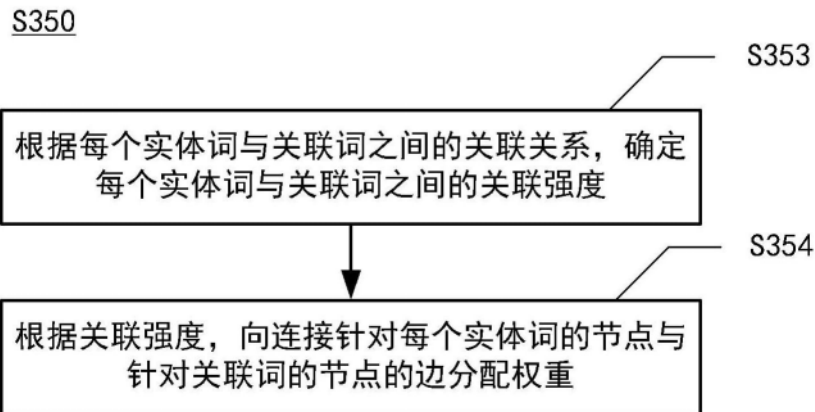 S350
S353
根据每个实体词与关联词之间的关联关系，确定
每个实体词与关联词之间的关联强度
S354
根据关联强度，向连接针对每个实体词的节点与
针对关联词的节点的边分配权重